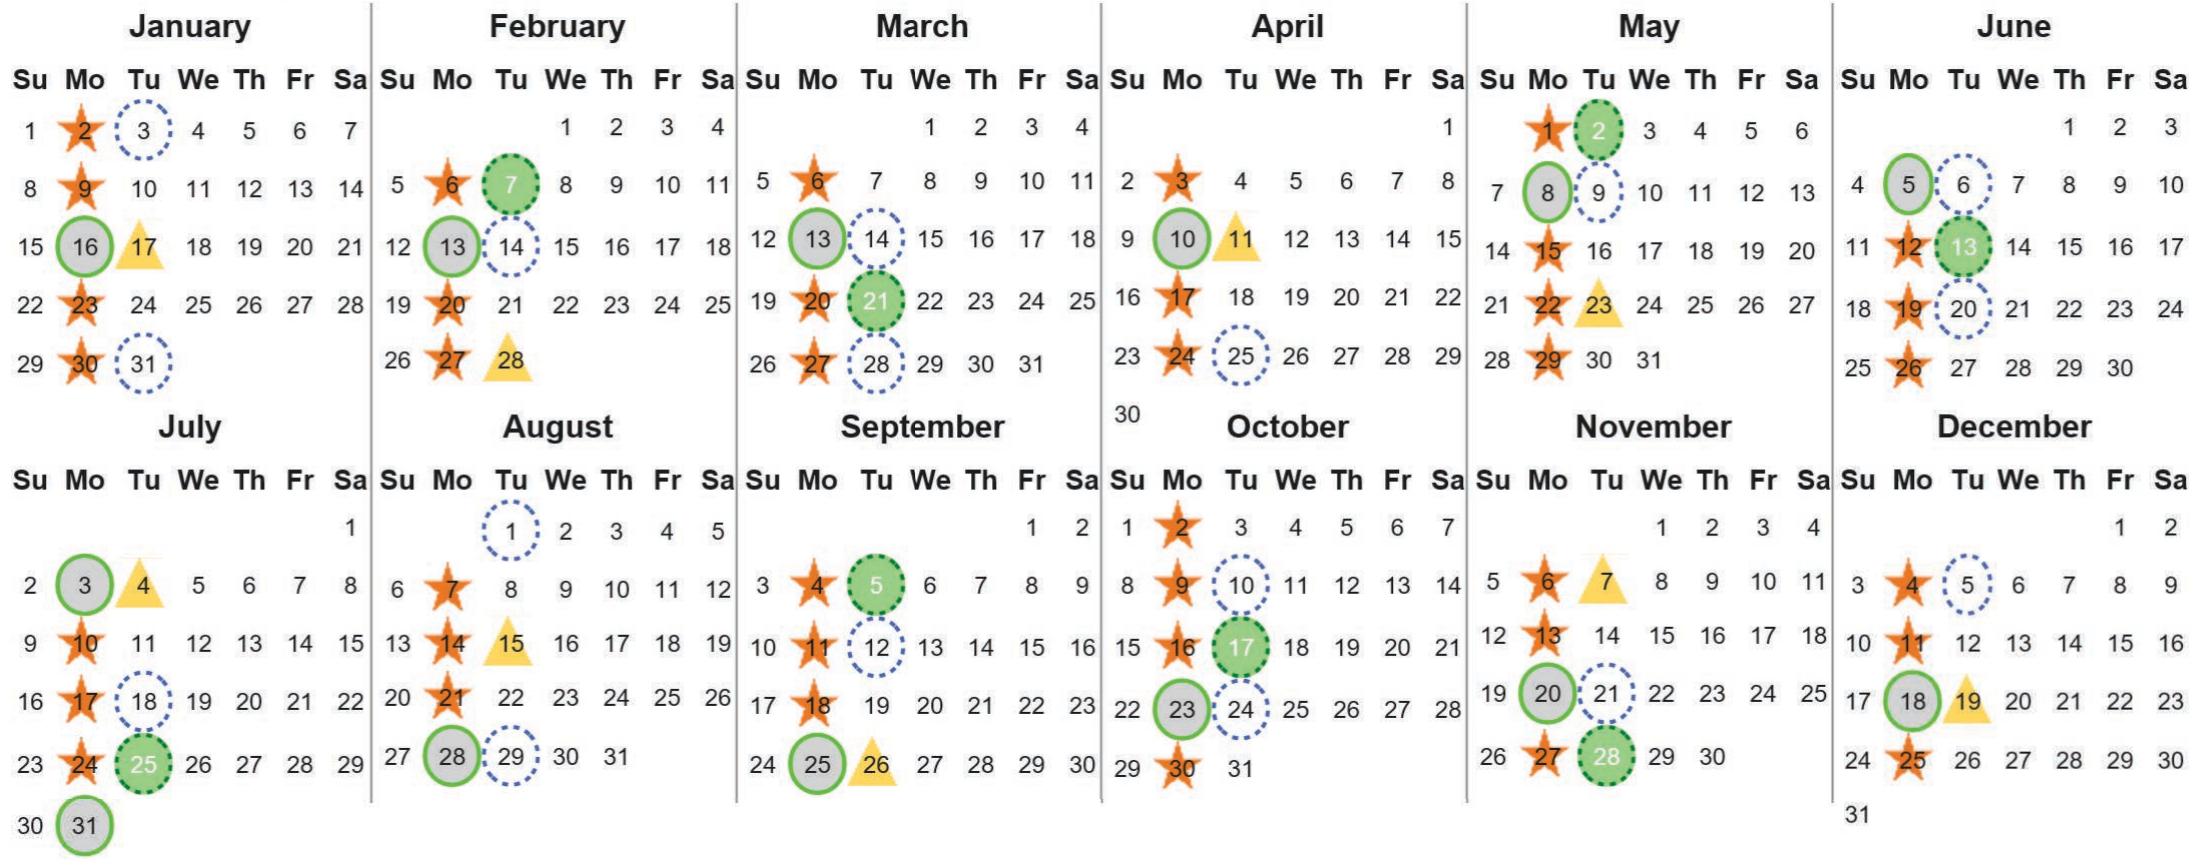 January February March April May June
Su Mo Tu We Th Fr Sa Su Mo Tu We Th Fr Sa Su Mo Tu We Th Fr Sa Su Mo Tu We Th Fr Sa Su Mo Tu We Th Fr Sa Su Mo Tu We Th Fr Sa
1 2 3 4 5 6 7 1 2 3 4 1 2 3 4 1 1 2 3 4 5 6 1 2 3
8 9 10 11 12 13 14 5 6 7 8 9 10 11 5 6 7 8 9 10 11 2 3 4 5 6 7 8 7 8 9 10 11 12 13 4 5 6 7 8 9 10
15 16 17 18 19 20 21 12 13 14 15 16 17 18 12 13 14 15 16 17 18 9 10 11 12 13 14 15 14 15 16 17 18 19 20 11 12 13 14 15 16 17
22 23 24 25 26 27 28 19 20 21 22 23 24 25 19 20 21 22 23 24 25 16 17 18 19 20 21 22 21 22 23 24 25 26 27 18 19 20 21 22 23 24
29 30 31 26 27 28 26 27 28 29 30 31 23 24 25 26 27 28 29 28 29 30 31 25 26 27 28 29 30
30
July August September October November December
Su Mo Tu We Th Fr Sa Su Mo Tu We Th Fr Sa Su Mo Tu We Th Fr Sa Su Mo Tu We Th Fr Sa Su Mo Tu We Th Fr Sa Su Mo Tu We Th Fr Sa
1 1 2 3 4 5 1 2 1 2 3 4 5 6 7 1 2 3 4 1 2
2 3 4 5 6 7 8 6 7 8 9 10 11 12 3 4 5 6 7 8 9 8 9 10 11 12 13 14 5 6 7 8 9 10 11 3 4 5 6 7 8 9
9 10 11 12 13 14 15 13 14 15 16 17 18 19 10 11 12 13 14 15 16 15 16 17 18 19 20 21 12 13 14 15 16 17 18 10 11 12 13 14 15 16
16 17 18 19 20 21 22 20 21 22 23 24 25 26 17 18 19 20 21 22 23 22 23 24 25 26 27 28 19 20 21 22 23 24 25 17 18 19 20 21 22 23
23 24 25 26 27 28 29 27 28 29 30 31 24 25 26 27 28 29 30 29 30 31 26 27 28 29 30 24 25 26 27 28 29 30
30 31 31